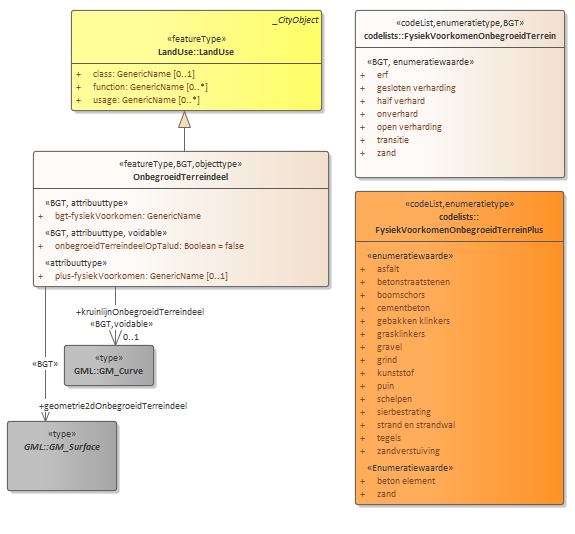 _CityObject
«featureType»
LandUse::LandUse
+ class: GenericName [0..1]
+ function: GenericName [0..*]
+ usage: GenericName [0..*]
«featureType,BGT,objecttype»
OnbegroeidTerreindeel
«BGT, attribuuttype»
+ bgt-fysiekVoorkomen: GenericName
«BGT, attribuuttype, voidable»
+ onbegroeidTerreindeelOpTalud: Boolean = false
«attribuuttype»
+ plus-fysiekVoorkomen: GenericName [0..1]
+kruinlijnOnbegroeidTerreindeel
«BGT,voidable»
0..1
«type»
GML::GM_Curve
«BGT»
+geometrie2dOnbegroeidTerreindeel
«type»
GML::GM_Surface
«codeList,enumeratietype,BGT»
codelists::FysiekVoorkomenOnbegroeidTerrein
«BGT, enumeratiewaarde»
+ erf
+ gesloten verharding
+ half verhard
+ onverhard
+ open verharding
+ transitie
+ zand
«codeList,enumeratietype»
codelists::
FysiekVoorkomenOnbegroeidTerreinPlus
«enumeratiewaarde»
+ asfalt
+ betonstraatstenen
+ boomschors
+ cementbeton
+ gebakken klinkers
+ grasklinkers
+ gravel
+ grind
+ kunststof
+ puin
+ schelpen
+ sierbestrating
+ strand en strandwal
+ tegels
+ zandverstuiving
«Enumeratiewaarde»
+ beton element
+ zand